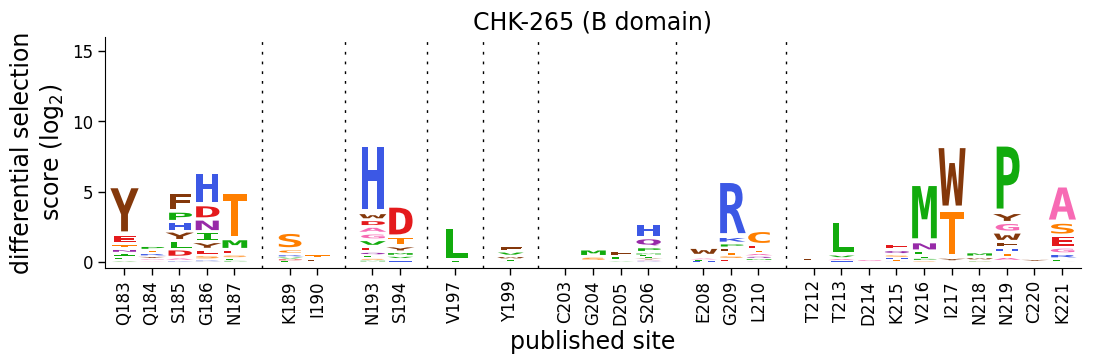 CHK-265 (B domain)
differential selection
score (log₂)
15
10
5
0
Y E
F P H Y L D
H D N I Y L
T M
S
H W D A G V
D T Y
L
M
H Q
W
R K
C
L
M N
W T
P Y G W
A S E G K
Q183 Q184 S185 G186 N187 K189 I190 N193 S194 V197 Y199 C203 G204 D205 S206 E208 G209 L210 T212 T213 D214 K215 V216 I217 N218 N219 C220 K221
published site